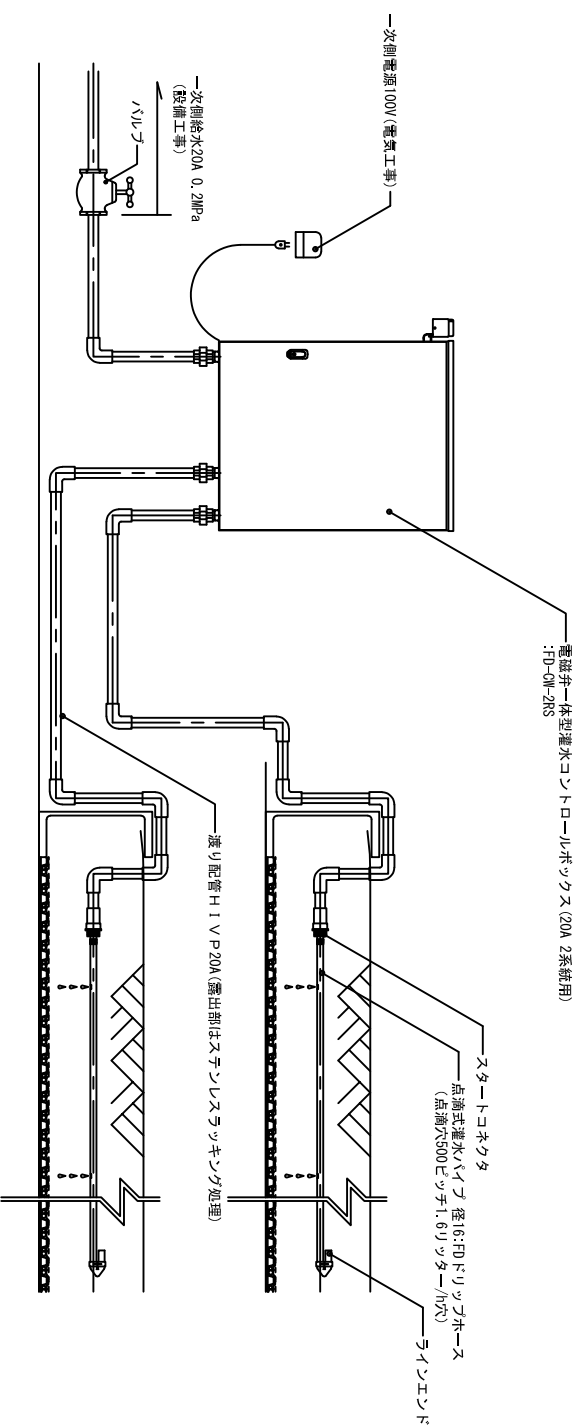 電磁弁一体型灌水コントロールボックス(20A 2系統用)
:FD-CW-2RS
一次側電源100V(電気工事)
一次側給水20A 0.2MPa
(設備工事)
バルブ
渡り配管HIVP20A(露出部はステンレスラッキング処理)
スタートコネクタ
点滴式灌水パイプ 径16:FDドリップホース
(点滴穴500ピッチ1.6リッター/h穴)
ラインエンド